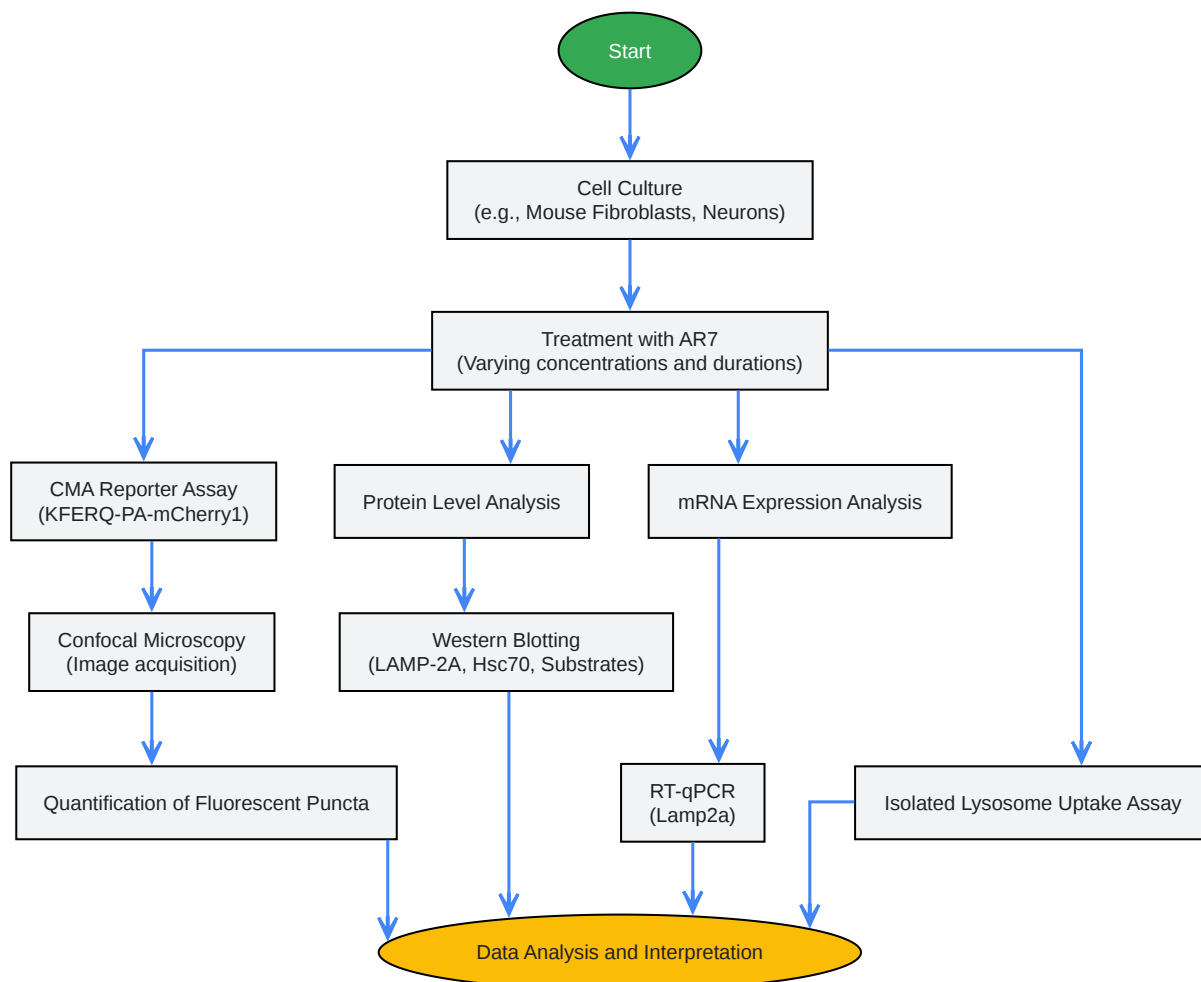 Start
Cell Culture
(e.g., Mouse Fibroblasts, Neurons)
Treatment with AR7
(Varying concentrations and durations)
CMA Reporter Assay
(KFERQ-PA-mCherry1)
Protein Level Analysis
mRNA Expression Analysis
Confocal Microscopy
(Image acquisition)
Western Blotting
(LAMP-2A, Hsc70, Substrates)
Quantification of Fluorescent Puncta
RT-qPCR
(Lamp2a)
Isolated Lysosome Uptake Assay
Data Analysis and Interpretation